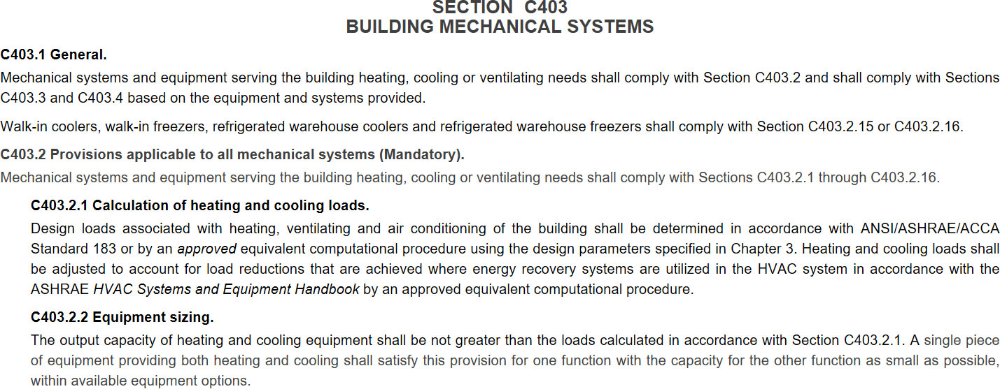 SECTION C403
BUILDING MECHANICAL SYSTEMS
C403.1 General.
Mechanical systems and equipment serving the building heating, cooling or ventilating needs shall comply with Section C403.2 and shall comply with Sections
C403.3 and C403.4 based on the equipment and systems provided.
Walk-in coolers, walk-in freezers, refrigerated warehouse coolers and refrigerated warehouse freezers shall comply with Section C403.2.15 or C403.2.16.
C403.2 Provisions applicable to all mechanical systems (Mandatory).
Mechanical systems and equipment serving the building heating, cooling or ventilating needs shall comply with Sections C403.2.1 through C403.2.16.
C403.2.1 Calculation of heating and cooling loads.
Design loads associated with heating, ventilating and air conditioning of the building shall be determined in accordance with ANSI/ASHRAE/ACCA
Standard 183 or by an approved equivalent computational procedure using the design parameters specified in Chapter 3. Heating and cooling loads shall
be adjusted to account for load reductions that are achieved where energy recovery systems are utilized in the HVAC system in accordance with the
ASHRAE HVAC Systems and Equipment Handbook by an approved equivalent computational procedure.
C403.2.2 Equipment sizing.
The output capacity of heating and cooling equipment shall be not greater than the loads calculated in accordance with Section C403.2.1. A single piece
of equipment providing both heating and cooling shall satisfy this provision for one function with the capacity for the other function as small as possible,
within available equipment options.